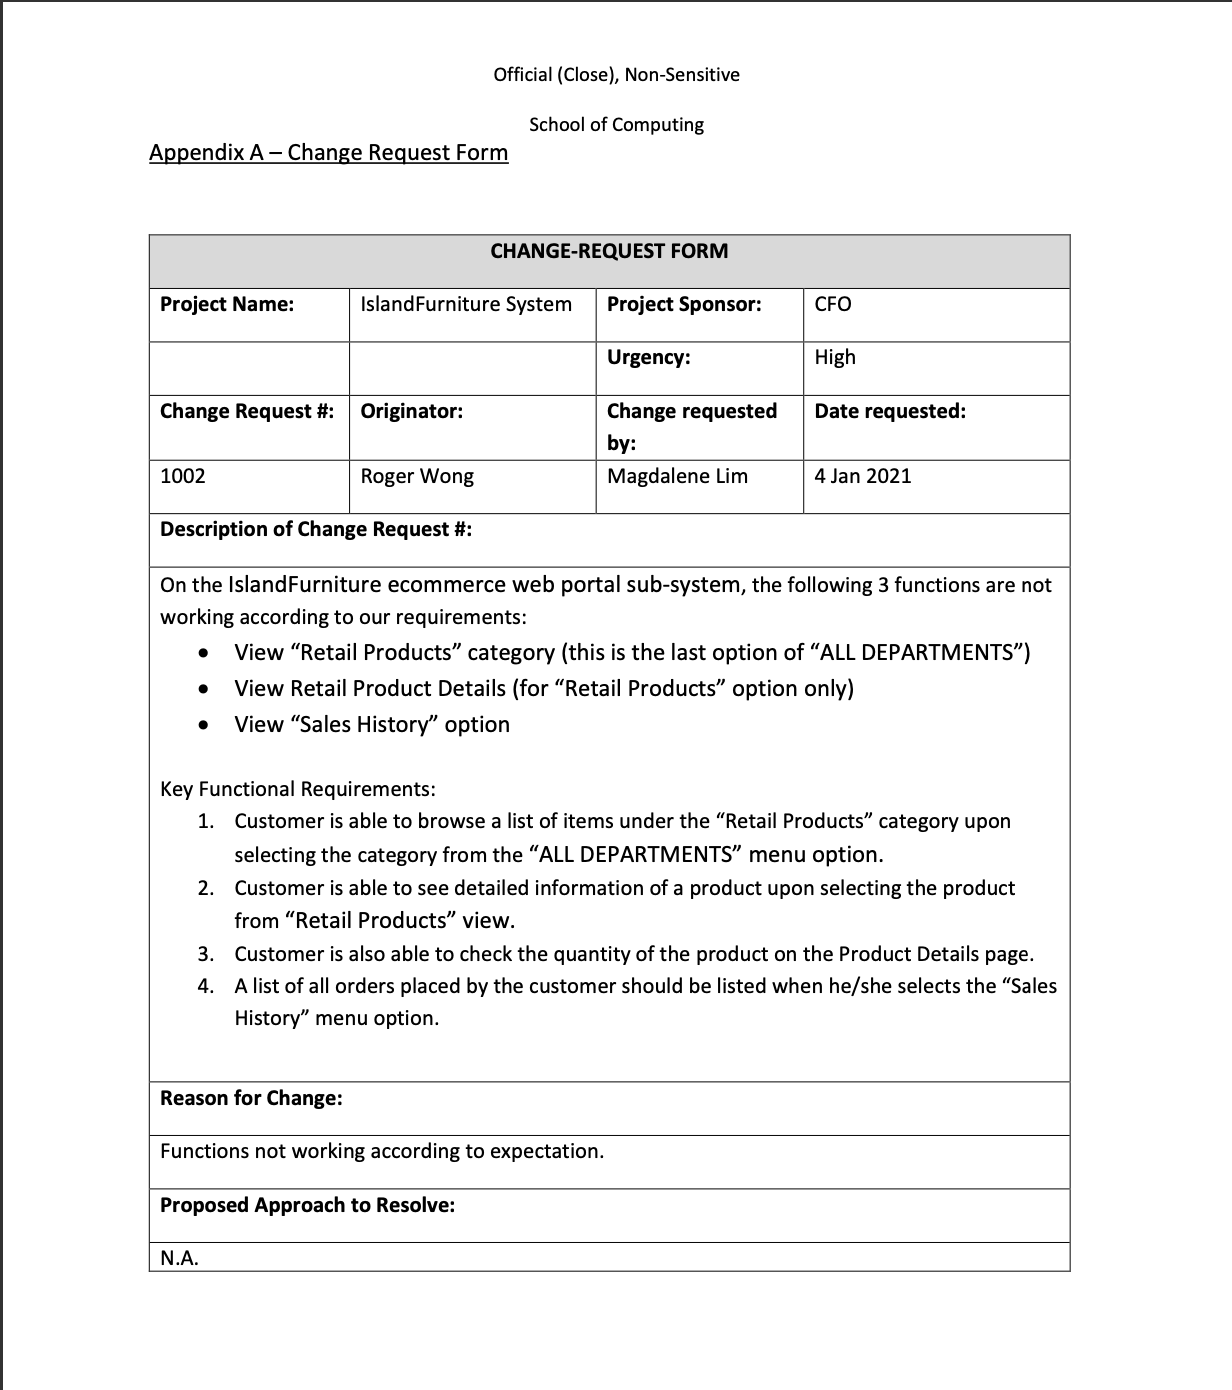 Official (Close), Non-Sensitive
School of Computing
Appendix A – Change Request Form
CHANGE-REQUEST FORM
Project Name: IslandFurniture System Project Sponsor: CFO
Urgency: High
Change Request #: Originator: Change requested by: Date requested:
1002 Roger Wong Magdalene Lim 4 Jan 2021
Description of Change Request #:
On the IslandFurniture ecommerce web portal sub-system, the following 3 functions are not
working according to our requirements:
• View “Retail Products” category (this is the last option of “ALL DEPARTMENTS”)
• View Retail Product Details (for “Retail Products” option only)
• View “Sales History” option
Key Functional Requirements:
1. Customer is able to browse a list of items under the “Retail Products” category upon
selecting the category from the “ALL DEPARTMENTS” menu option.
2. Customer is able to see detailed information of a product upon selecting the product
from “Retail Products” view.
3. Customer is also able to check the quantity of the product on the Product Details page.
4. A list of all orders placed by the customer should be listed when he/she selects the “Sales
History” menu option.
Reason for Change:
Functions not working according to expectation.
Proposed Approach to Resolve:
N.A.